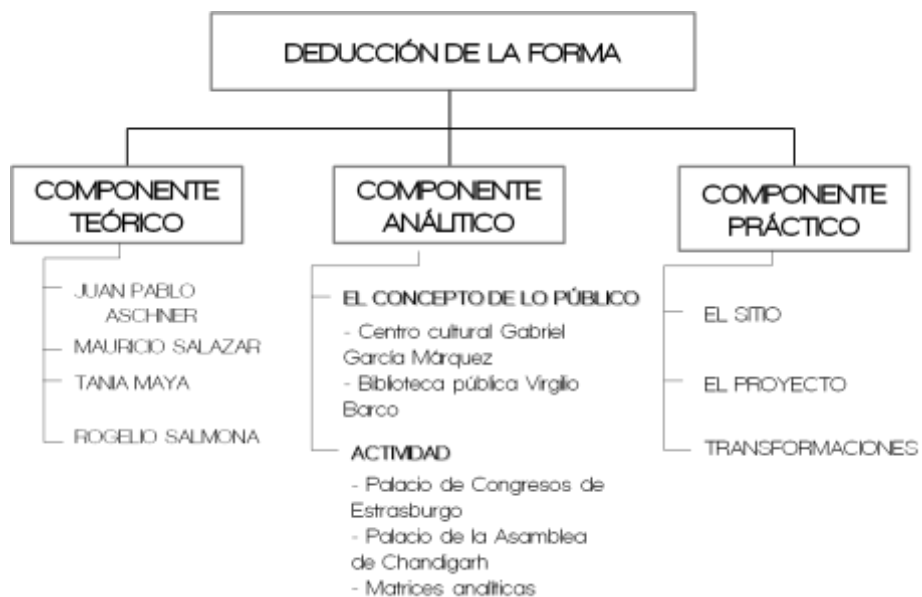 DEDUCCIÓN DE LA FORMA
COMPONENTE
TEÓRICO
JUAN PABLO
ASCHNER
MAURICIO SALAZAR
TANIA MAYA
ROGELIO SALMONA
COMPONENTE
ANÁLITICO
EL CONCEPTO DE LO PÚBLICO
- Centro cultural Gabriel
García Márquez
- Biblioteca pública Virgilio
Barco
ACTIVIDAD
- Palacio de Congresos de
Estrasburgo
- Palacio de la Asamblea
de Chandigarh
- Matrices analíticas
COMPONENTE
PRÁCTICO
EL SITIO
EL PROYECTO
TRANSFORMACIONES